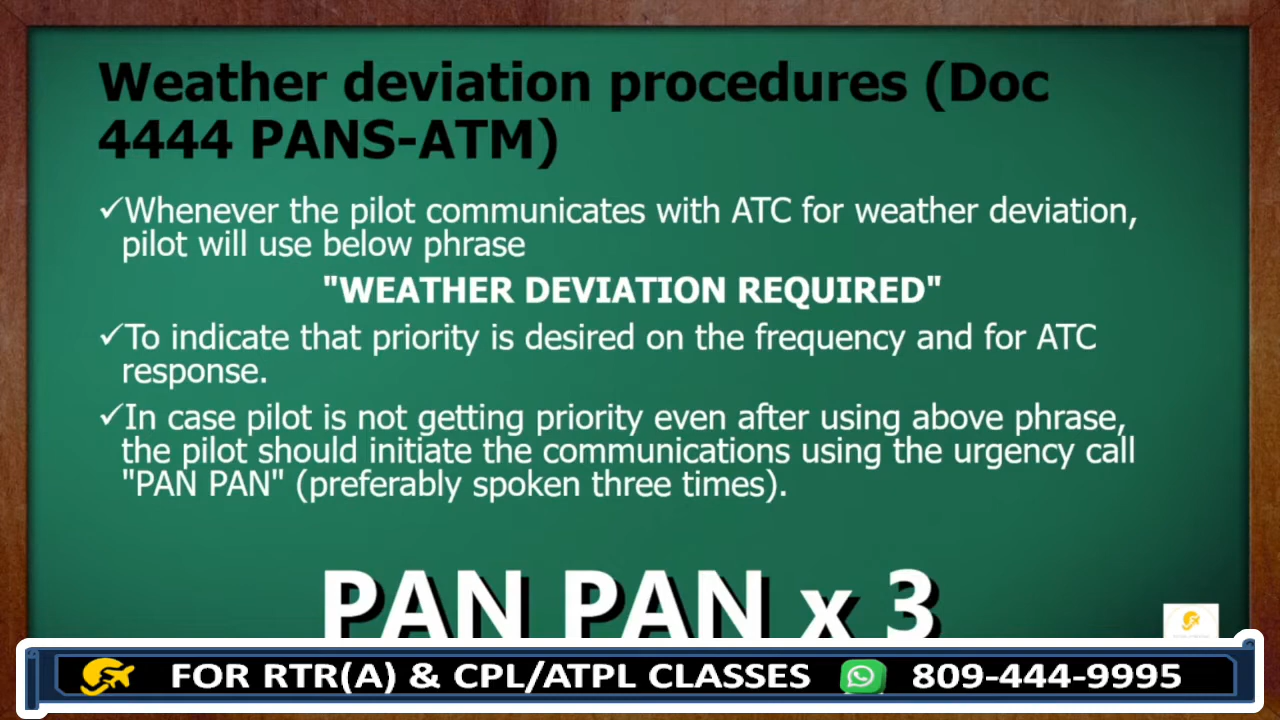 Weather deviation procedures (Doc
4444 PANS-ATM)
✓Whenever the pilot communicates with ATC for weather deviation,
pilot will use below phrase
"WEATHER DEVIATION REQUIRED"
✓To indicate that priority is desired on the frequency and for ATC
response.
✓In case pilot is not getting priority even after using above phrase,
the pilot should initiate the communications using the urgency call
"PAN PAN" (preferably spoken three times).
PAN PAN x 3
FOR RTR(A) & CPL/ATPL CLASSES 809-444-9995